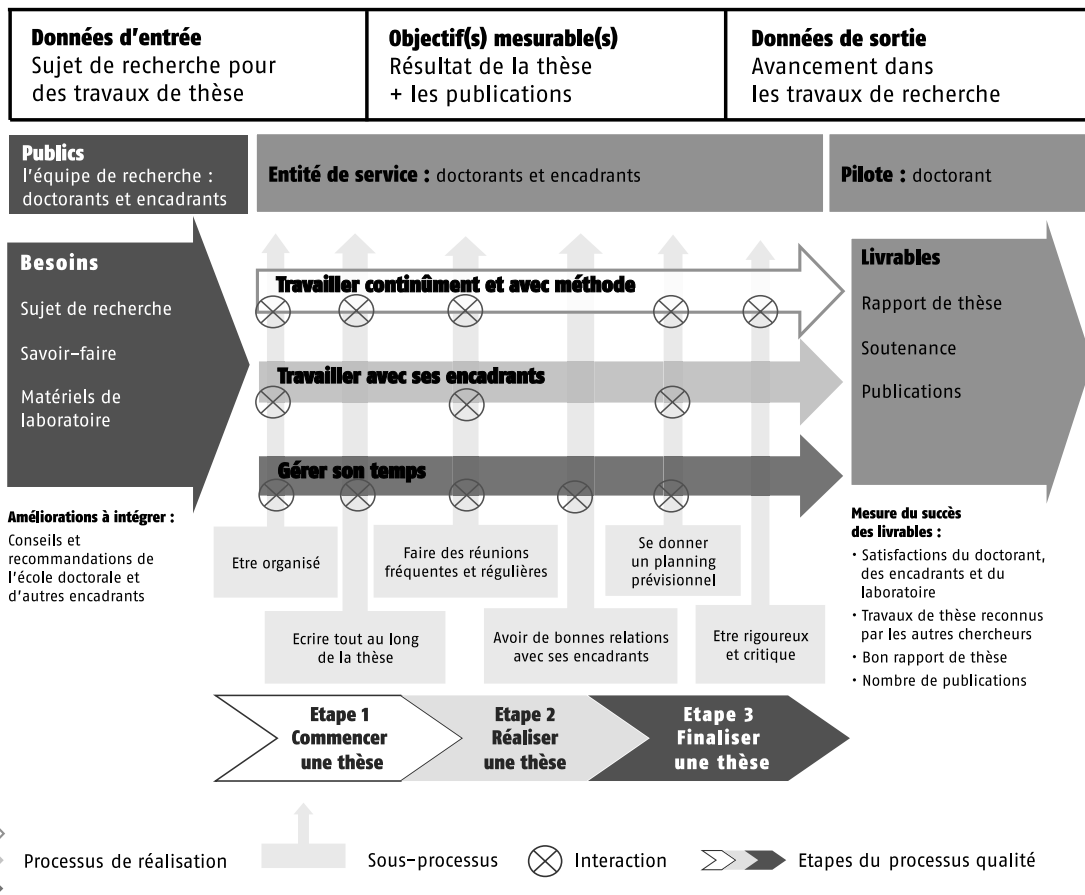 Données d'entrée
Sujet de recherche pour
des travaux de thèse
Objectif(s) mesurable(s)
Résultat de la thèse
+ les publications
Données de sortie
Avancement dans
les travaux de recherche
Publics
l'équipe de recherche :
doctorants et encadrants
Entité de service : doctorants et encadrants
Pilote : doctorant
Besoins
Sujet de recherche
Savoir-faire
Matériels de
laboratoire
Travailler continûment et avec méthode
Travailler avec ses encadrants
Gérer son temps
Livrables
Rapport de thèse
Soutenance
Publications
Améliorations à intégrer :
Conseils et
recommandations de
l'école doctorale et
d'autres encadrants
Etre organisé
Faire des réunions
fréquentes et régulières
Se donner
un planning
prévisionnel
Ecrire tout au long
de la thèse
Avoir de bonnes relations
avec ses encadrants
Etre rigoureux
et critique
Mesure du succès
des livrables :
• Satisfactions du doctorant,
des encadrants et du
laboratoire
• Travaux de thèse reconnus
par les autres chercheurs
• Bon rapport de thèse
• Nombre de publications
Etape 1
Commencer
une thèse
Etape 2
Réaliser
une thèse
Etape 3
Finaliser
une thèse
Processus de réalisation
Sous-processus
Interaction
Etapes du processus qualité